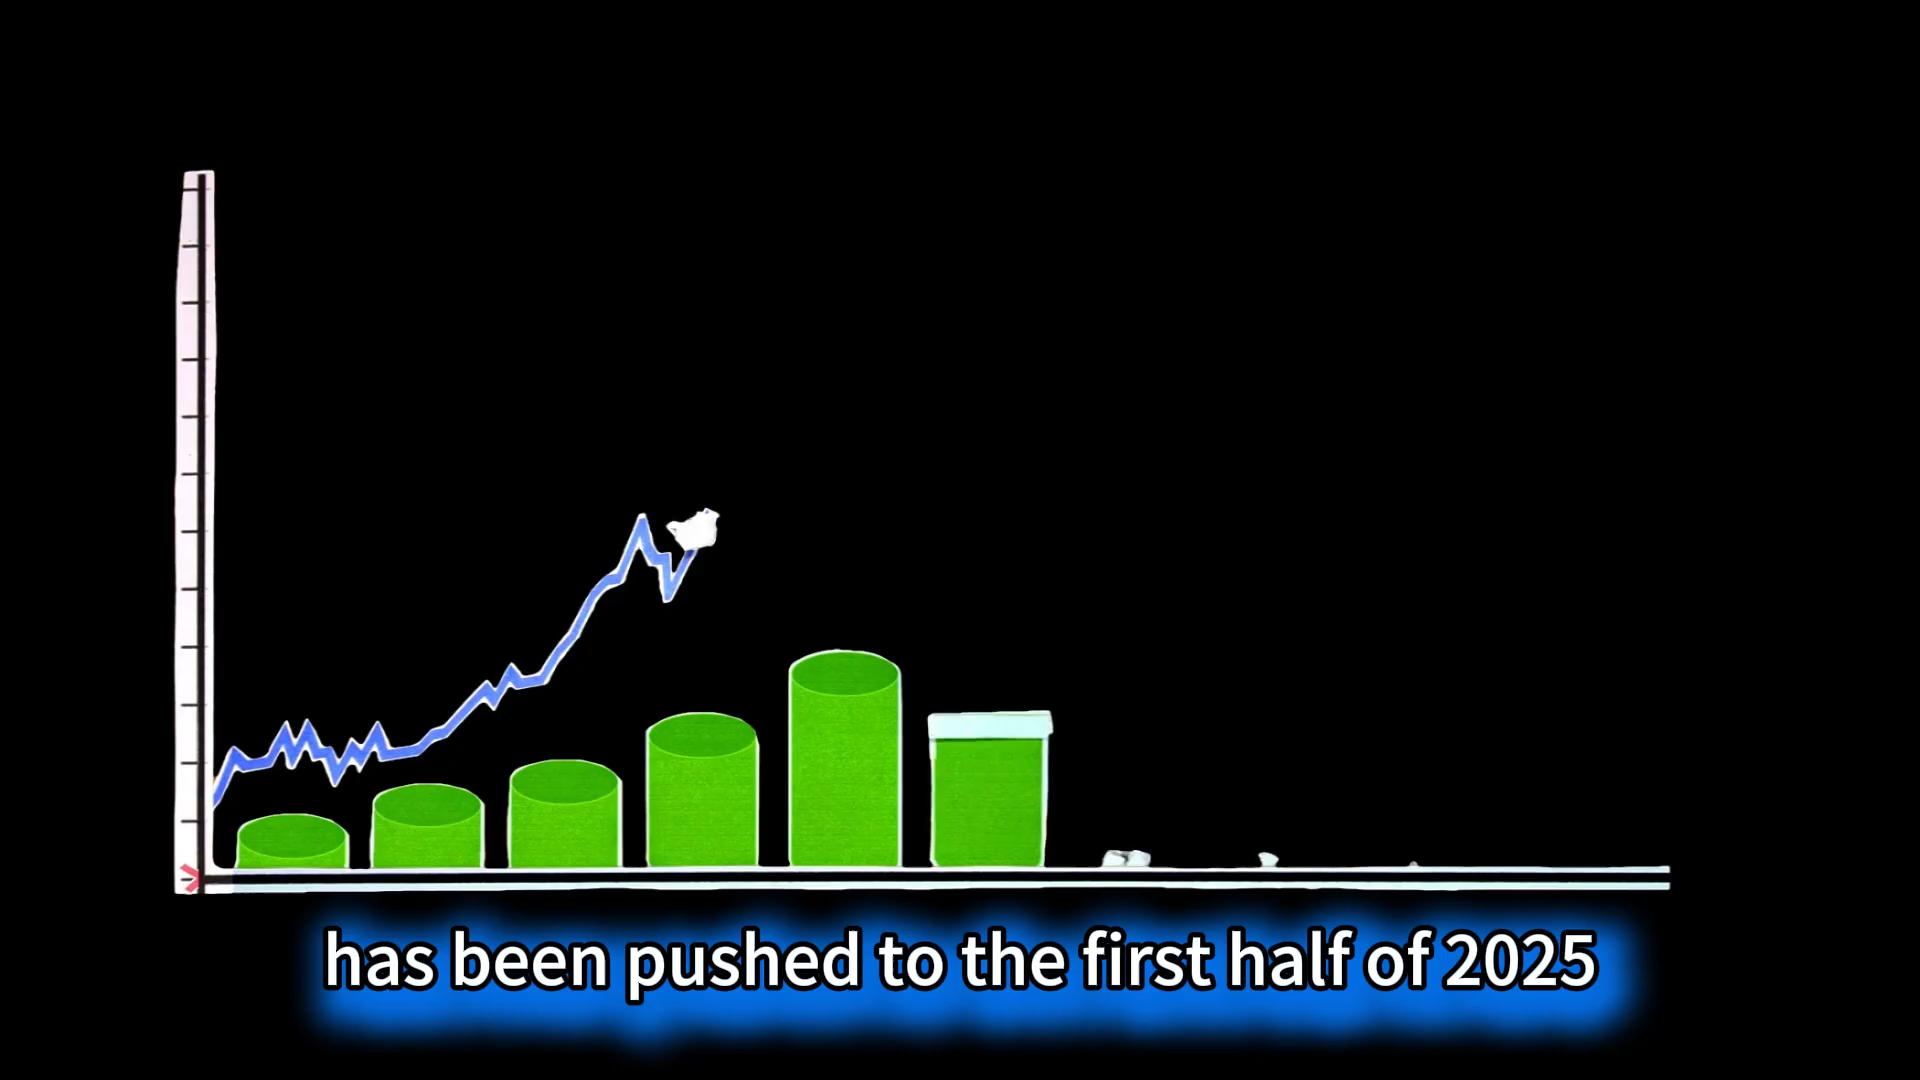 has been pushed to the first half of 2025